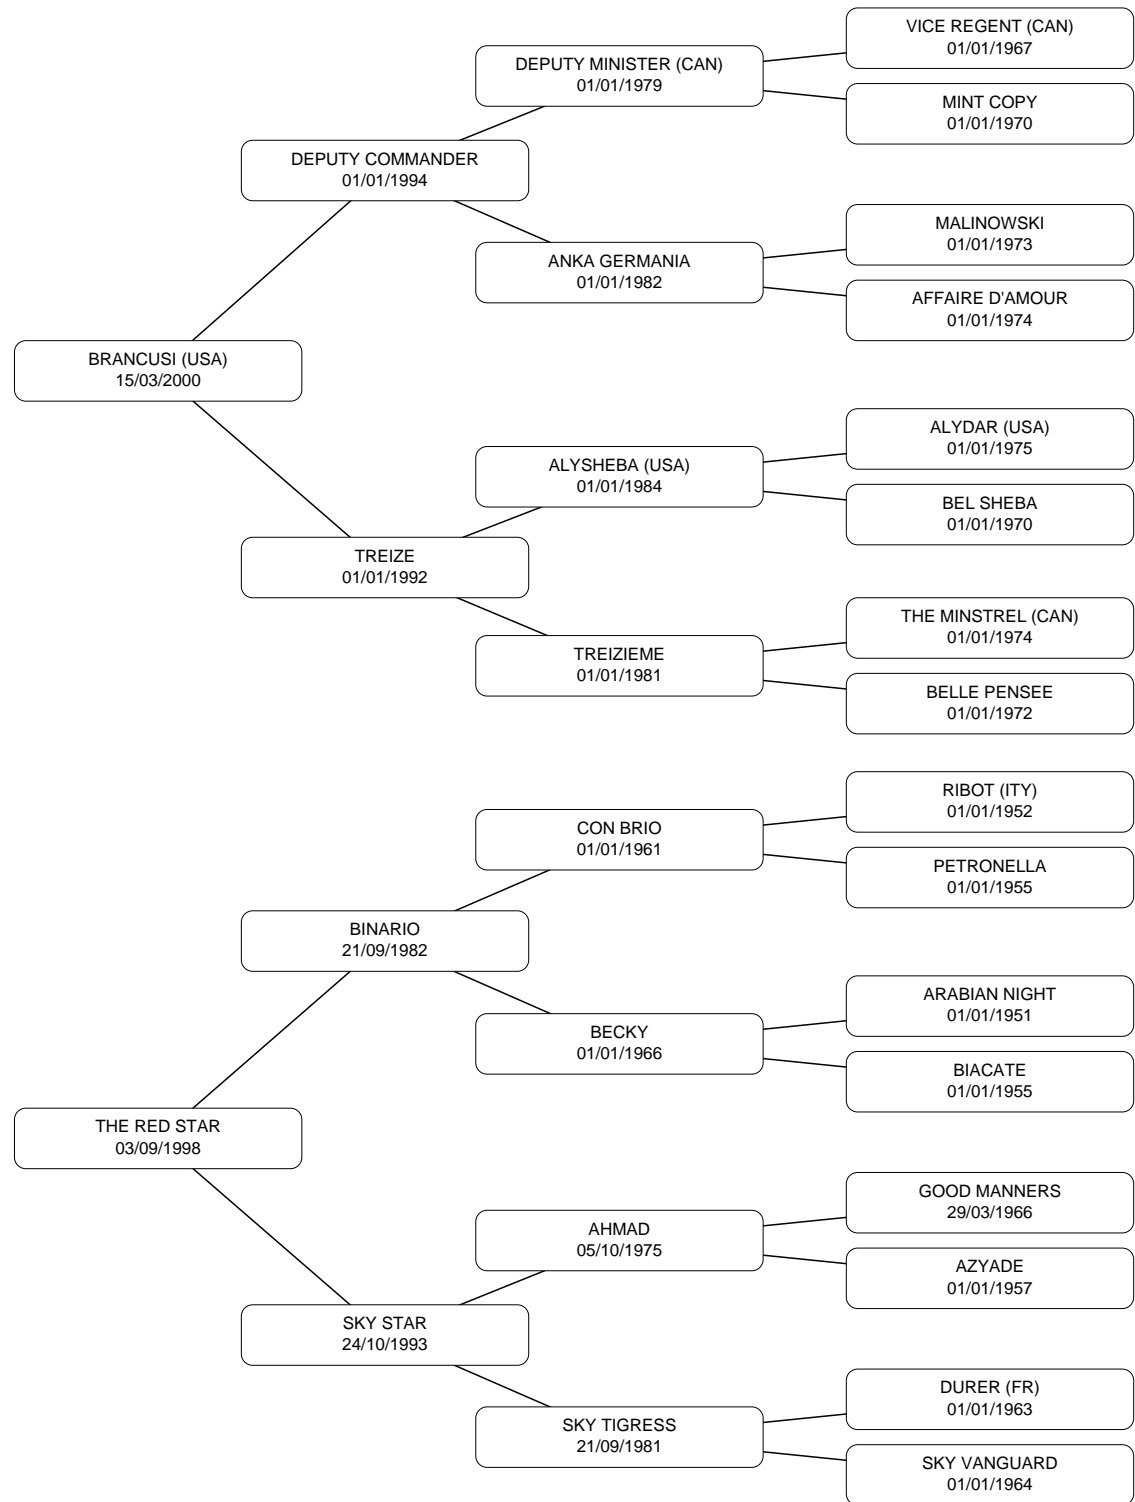 VICE REGENT (CAN)
01/01/1967
DEPUTY MINISTER (CAN)
01/01/1979
MINT COPY
01/01/1970
DEPUTY COMMANDER
01/01/1994
MALINOWSKI
01/01/1973
ANKA GERMANIA
01/01/1982
AFFAIRE D'AMOUR
01/01/1974
BRANCUSI (USA)
15/03/2000
ALYDAR (USA)
01/01/1975
ALYSHEBA (USA)
01/01/1984
BEL SHEBA
01/01/1970
TREIZE
01/01/1992
THE MINSTREL (CAN)
01/01/1974
TREIZIEME
01/01/1981
BELLE PENSEE
01/01/1972
RIBOT (ITY)
01/01/1952
CON BRIO
01/01/1961
PETRONELLA
01/01/1955
BINARIO
21/09/1982
ARABIAN NIGHT
01/01/1951
BECKY
01/01/1966
BIACATE
01/01/1955
THE RED STAR
03/09/1998
GOOD MANNERS
29/03/1966
AHMAD
05/10/1975
AZYADE
01/01/1957
SKY STAR
24/10/1993
DURER (FR)
01/01/1963
SKY TIGRESS
21/09/1981
SKY VANGUARD
01/01/1964